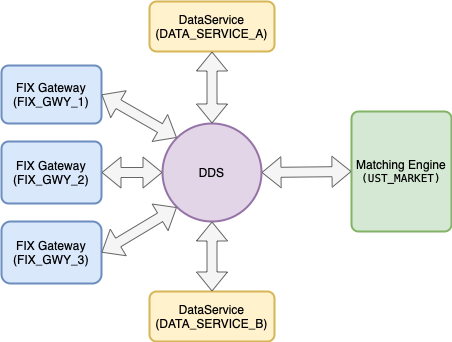 DataService
(DATA_SERVICE_A)
FIX Gateway
(FIX_GWY_1)
FIX Gateway
(FIX_GWY_2)
FIX Gateway
(FIX_GWY_3)
DDS
Matching Engine
(UST_MARKET)
DataService
(DATA_SERVICE_B)